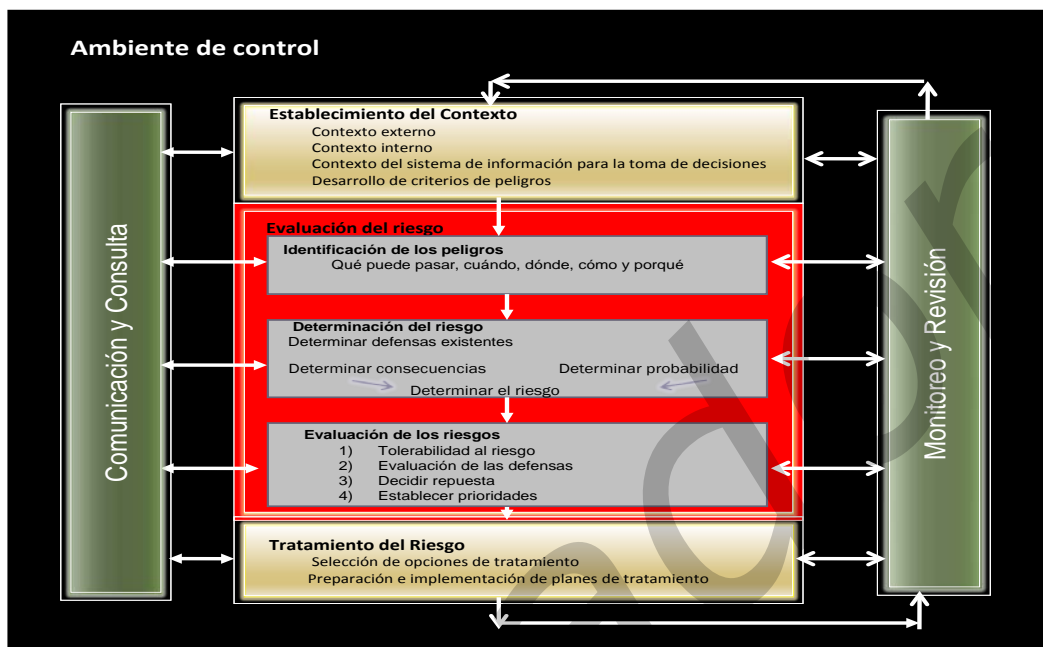 Ambiente de control
Comunicación y Consulta
Establecimiento del Contexto
Contexto externo
Contexto interno
Contexto del sistema de información para la toma de decisiones
Desarrollo de criterios de peligros
Evaluación del riesgo
Identificación de los peligros
Qué puede pasar, cuándo, dónde, cómo y porqué
Determinación del riesgo
Determinar defensas existentes
Determinar consecuencias Determinar probabilidad
Determinar el riesgo
Evaluación de los riesgos
1) Tolerabilidad al riesgo
2) Evaluación de las defensas
3) Decidir repuesta
4) Establecer prioridades
Tratamiento del Riesgo
Selección de opciones de tratamiento
Preparación e implementación de planes de tratamiento
Monitoreo y Revisión